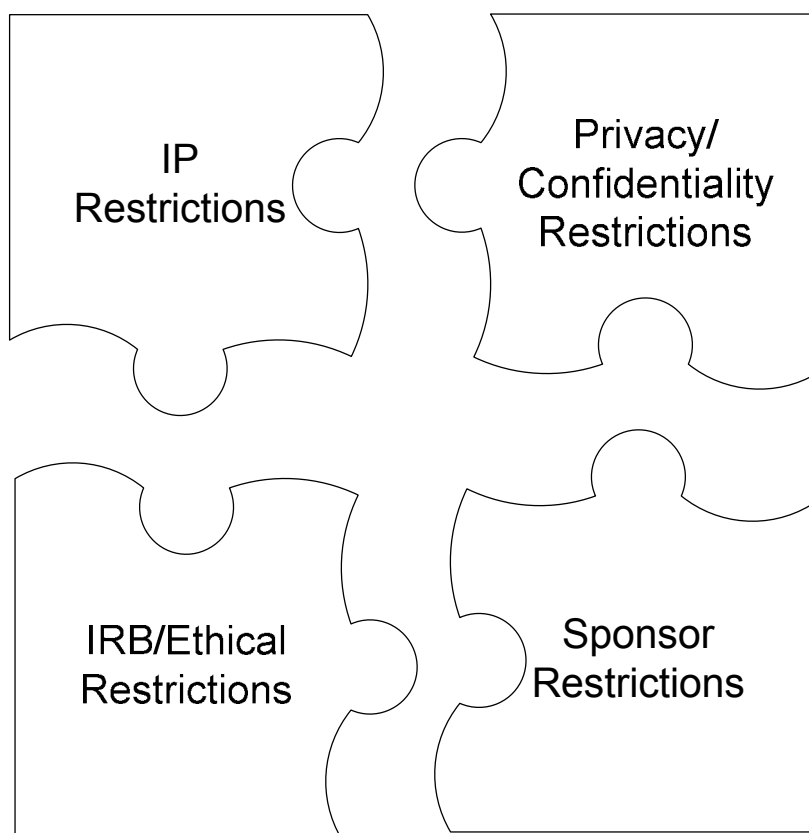 IP
Restrictions
Privacy/
Confidentiality
Restrictions
IRB/Ethical
Restrictions
Sponsor
Restrictions